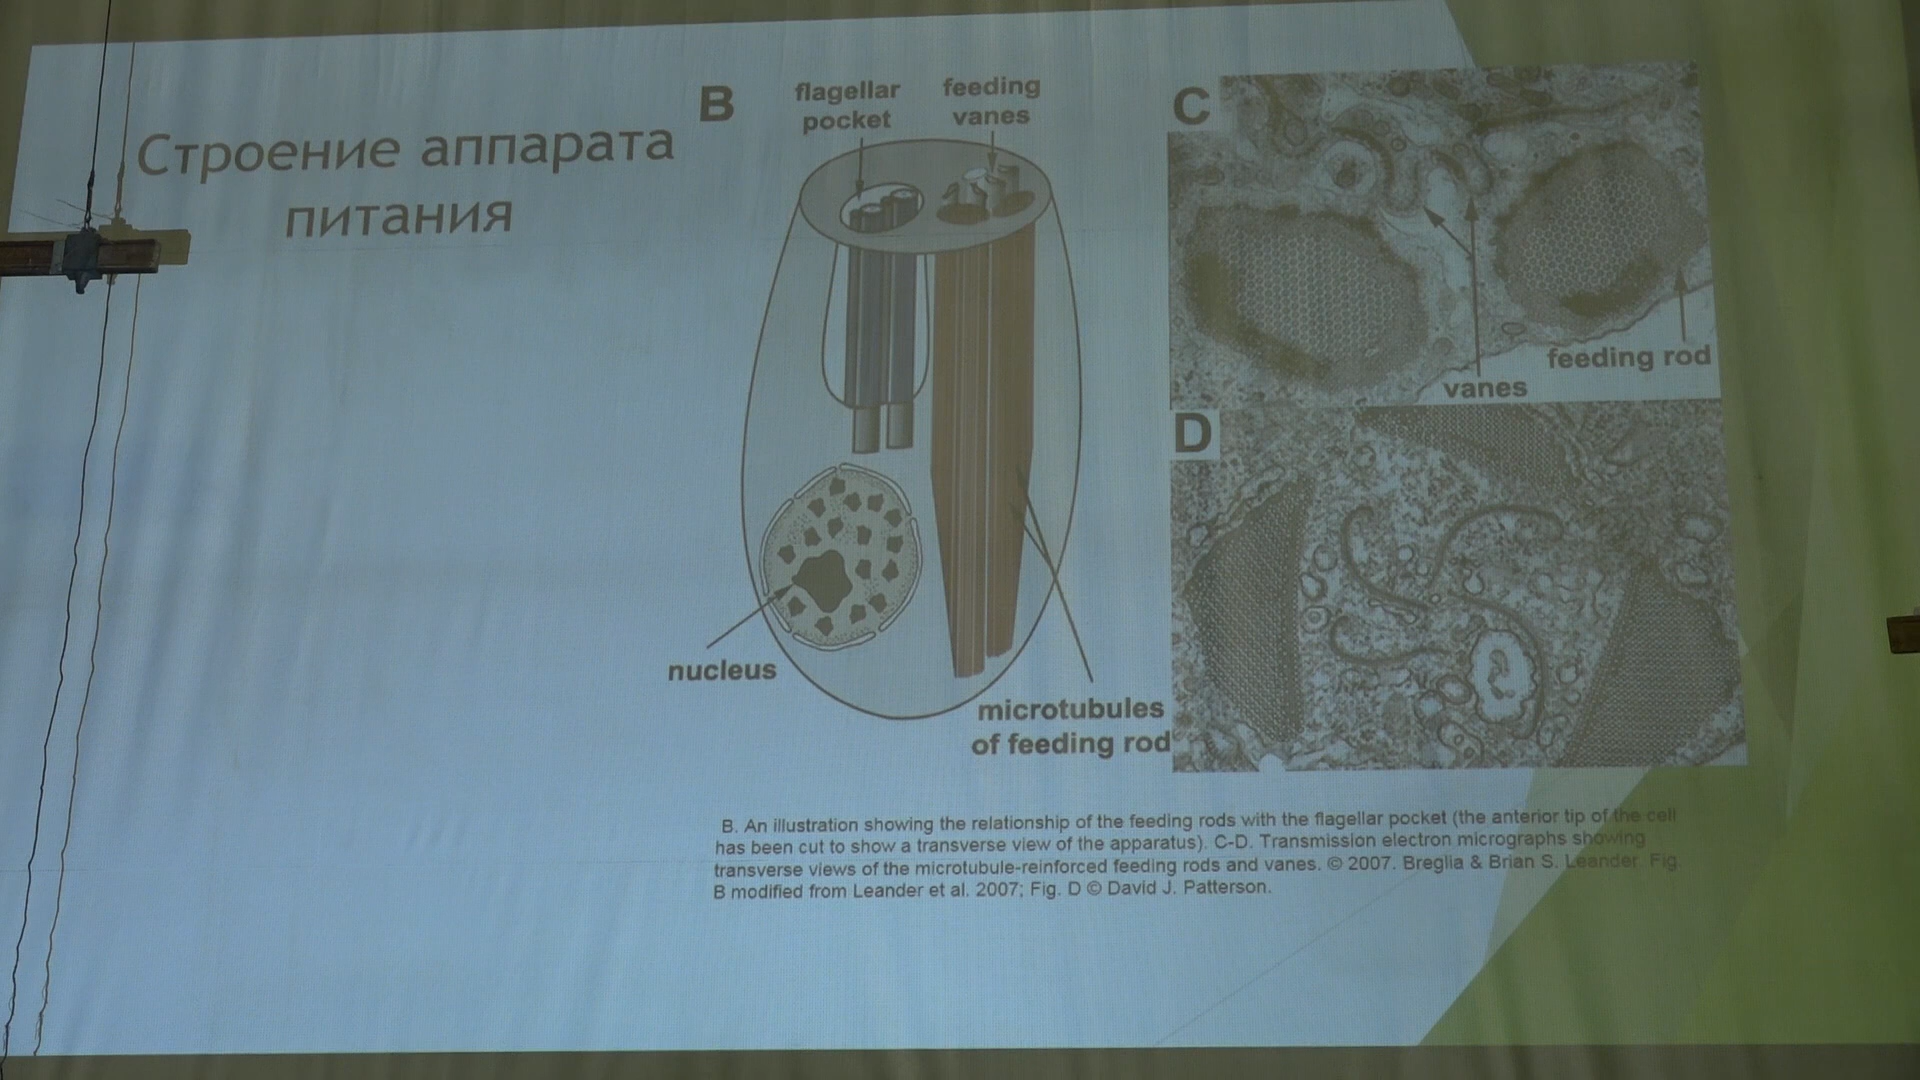 Строение аппарата
питания
B
flagellar
pocket
feeding
vanes
nucleus
microtubules
of feeding rod
C
feeding rod
vanes
D
B. An illustration showing the relationship of the feeding rods with the flagellar pocket (the anterior tip of the cell
has been cut to show a transverse view of the apparatus). C-D. Transmission electron micrographs showing
transverse views of the microtubule-reinforced feeding rods and vanes. © 2007. Breglia & Brian S. Leander. Fig.
B modified from Leander et al. 2007; Fig. D © David J. Patterson.